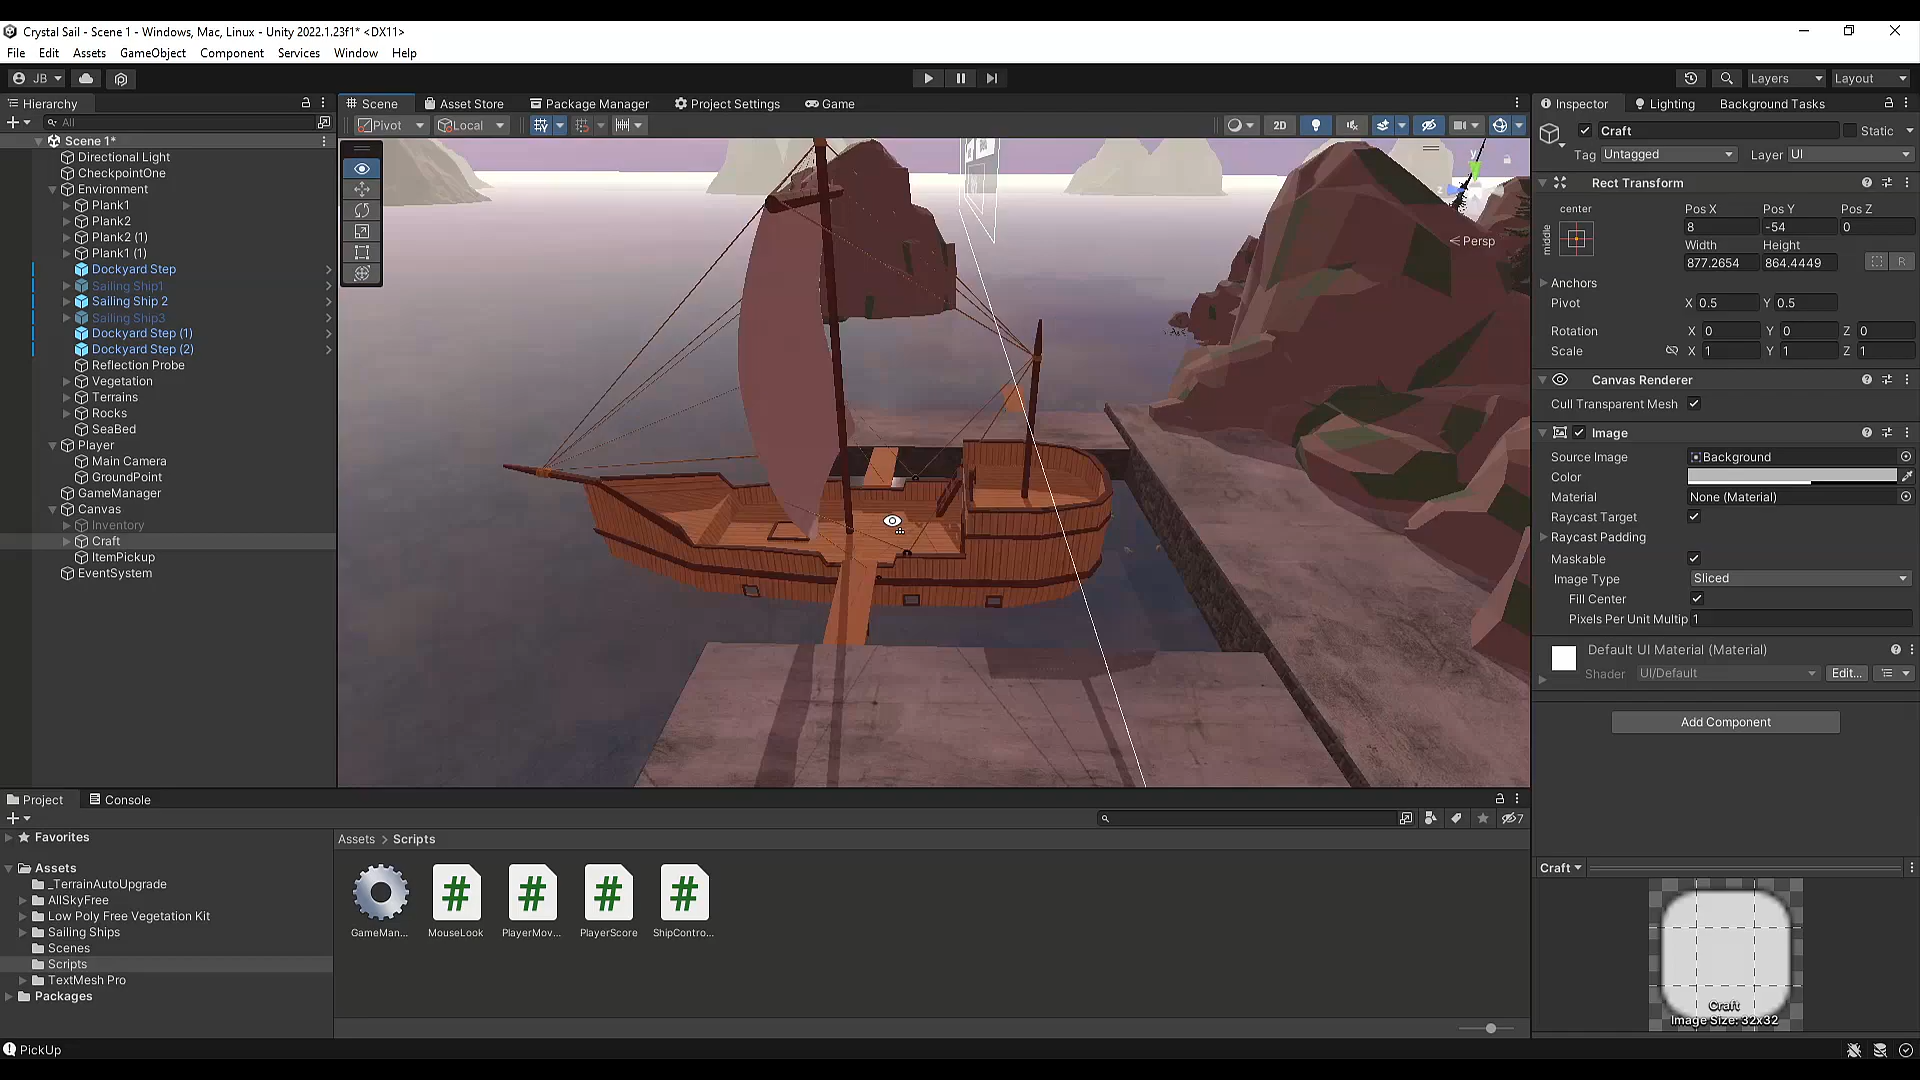 Crystal Sail - Scene 1 - Windows, Mac, Linux - Unity 2022.1.23f1* <DX11>
File Edit Assets GameObject Component Services Window Help
JB
Layers Layout
Hierarchy
All
Scene 1*
Directional Light
CheckpointOne
Environment
Plank1
Plank2
Plank2 (1)
Plank1 (1)
Dockyard Step
Sailing Ship1
Sailing Ship 2
Sailing Ship3
Dockyard Step (1)
Dockyard Step (2)
Reflection Probe
Vegetation
Terrains
Rocks
SeaBed
Player
Main Camera
GroundPoint
GameManager
Canvas
Inventory
Craft
ItemPickup
EventSystem
Scene Asset Store Package Manager Project Settings Game
Pivot Local 2D
y
z
Persp
Inspector Lighting Background Tasks
Craft Static
Tag Untagged Layer UI
Rect Transform
center Pos X Pos Y Pos Z
middle
8 -54 0
Width Height
877.2654 864.4449 R
Anchors
Pivot X 0.5 Y 0.5
Rotation X 0 Y 0 Z 0
Scale X 1 Y 1 Z 1
Canvas Renderer
Cull Transparent Mesh
Image
Source Image Background
Color
Material None (Material)
Raycast Target
Raycast Padding
Maskable
Image Type Sliced
Fill Center
Pixels Per Unit Multip 1
Default UI Material (Material)
Shader UI/Default Edit...
Add Component
Craft
Craft
Image Size: 32x32
Project Console
7
Favorites
Assets
_TerrainAutoUpgrade
AllSkyFree
Low Poly Free Vegetation Kit
Sailing Ships
Scenes
Scripts
TextMesh Pro
Packages
Assets > Scripts
GameMan... MouseLook PlayerMov... PlayerScore ShipContro...
PickUp